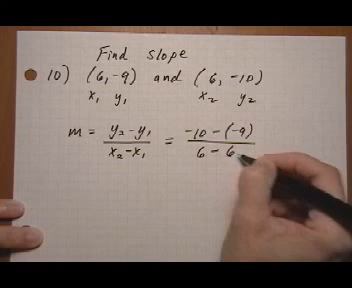 Find slope
10) (6,-9) and (6,-10)
x₁ y₁ x₂ y₂
m = y₂-y₁ / x₂-x₁ = -10-(-9) / 6-6